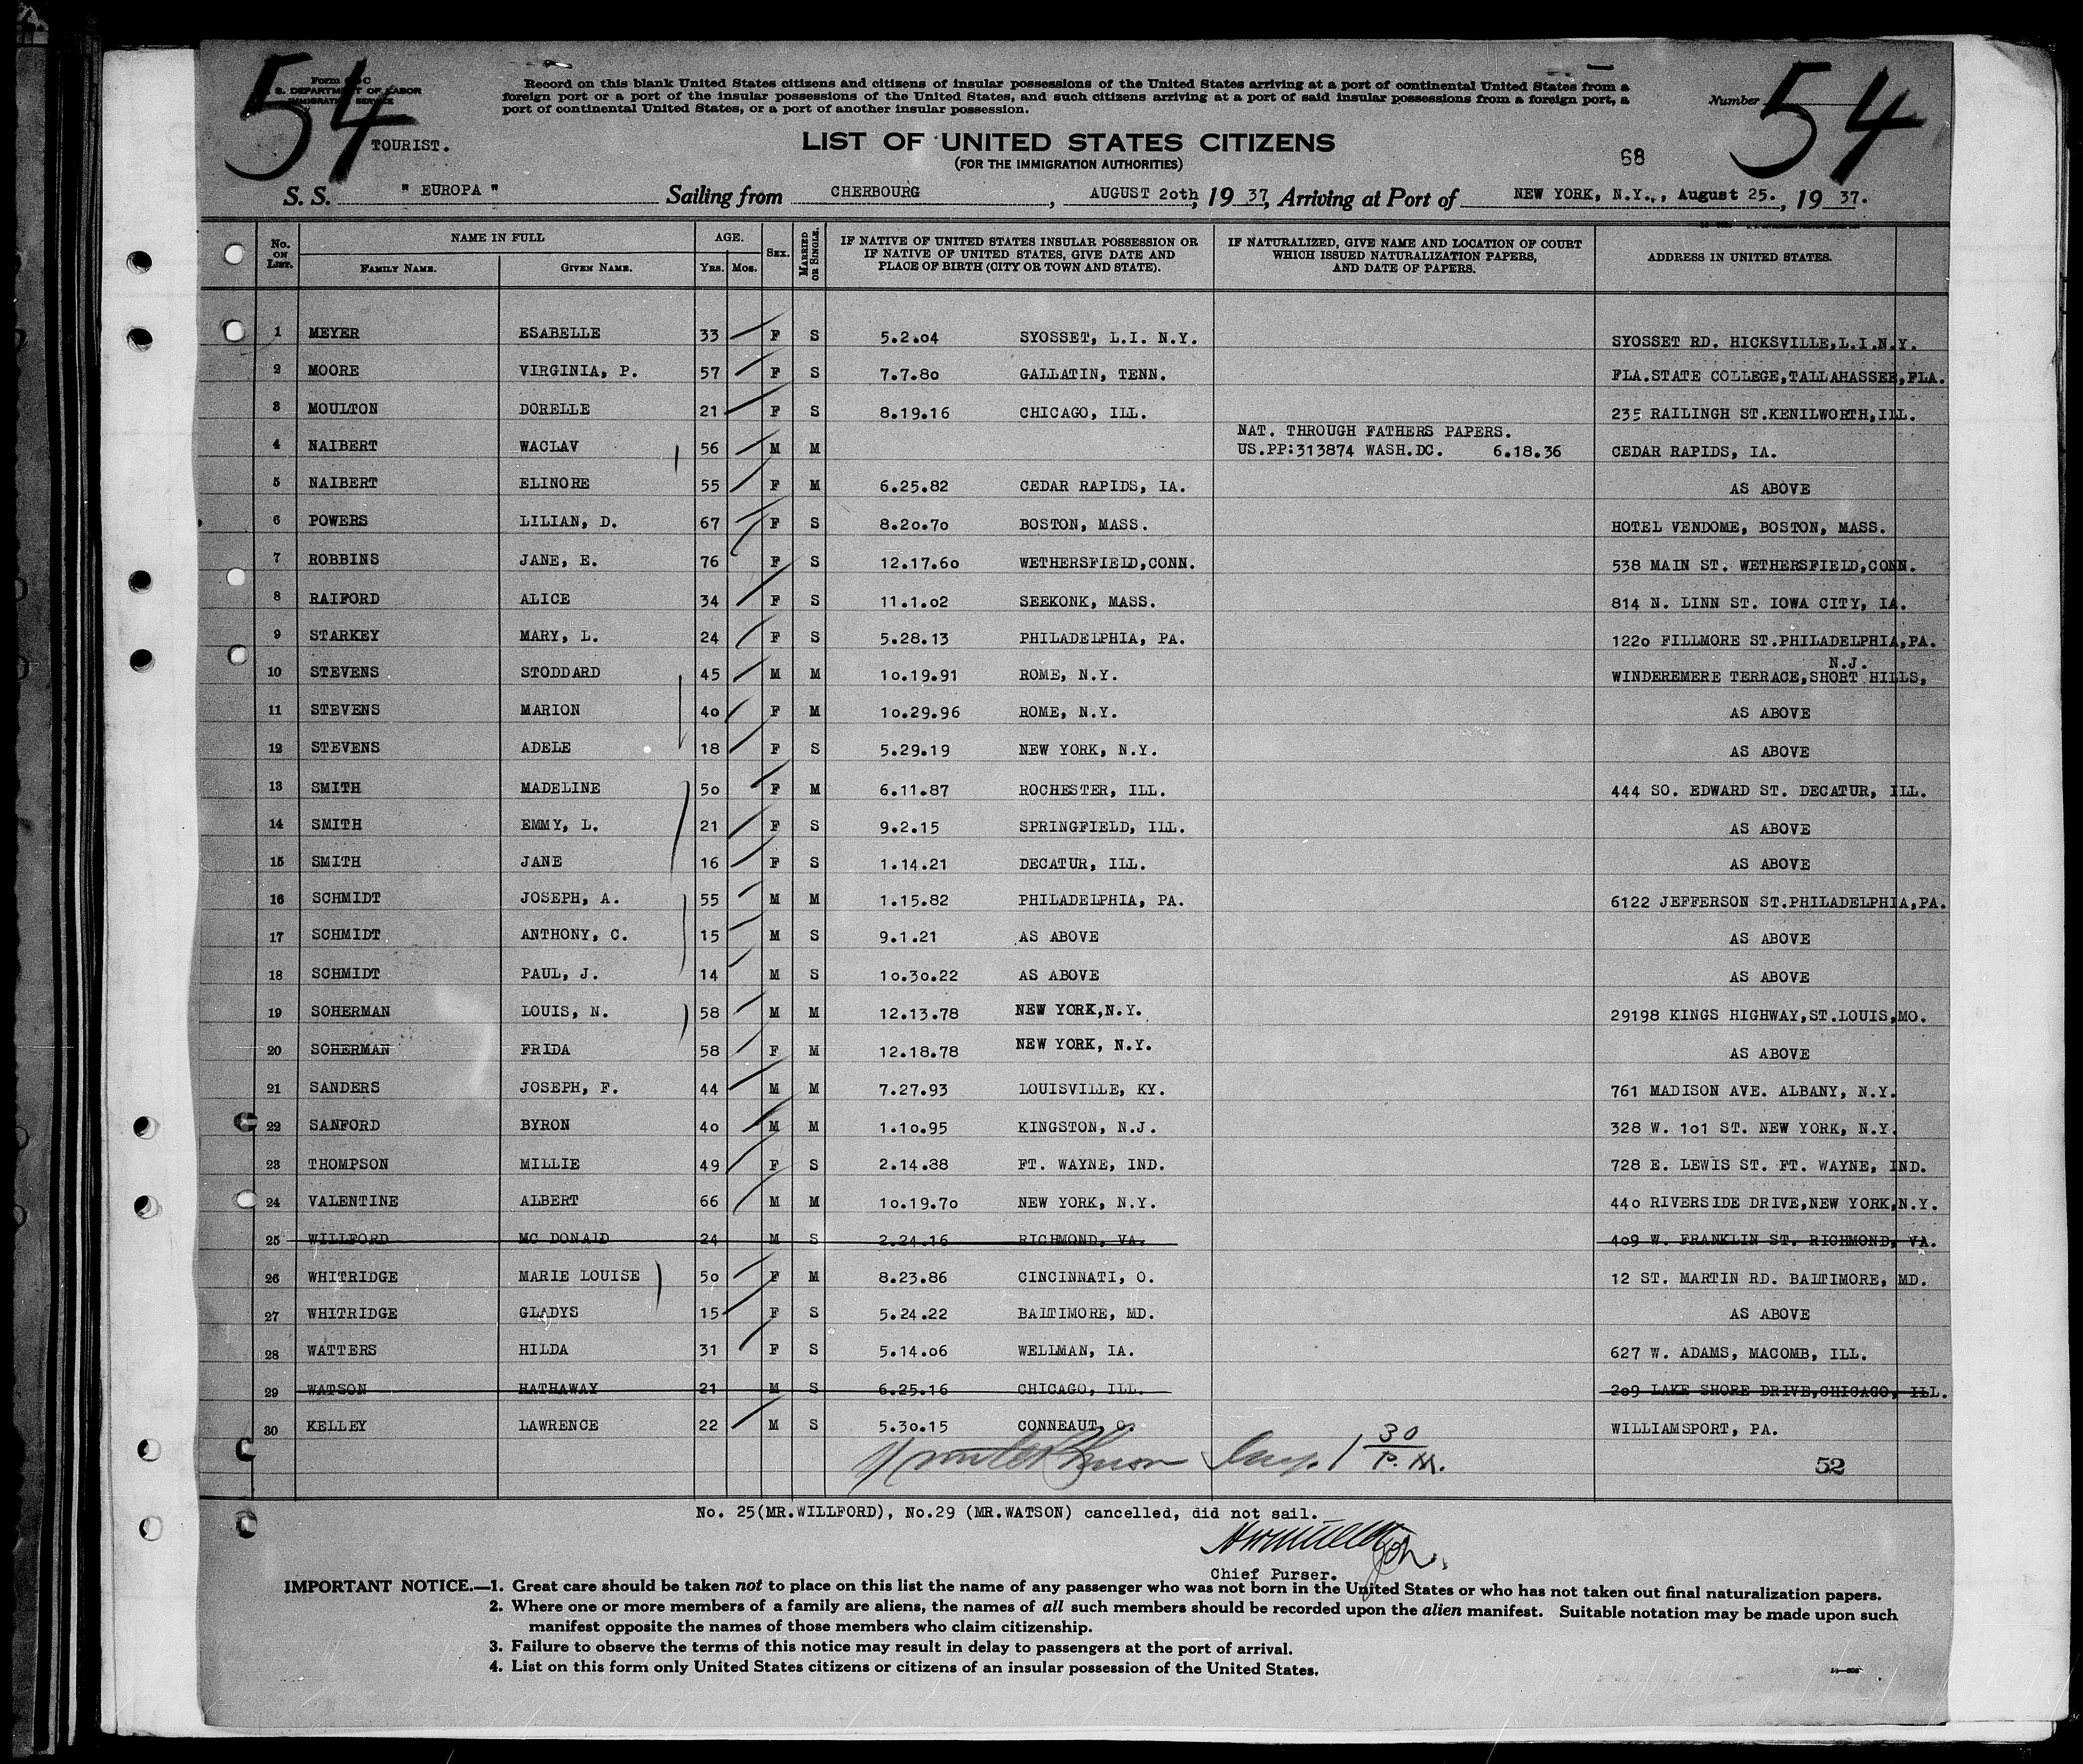 54
Form
S. DEPARTMENT OF LABOR
IMMIGRATION SERVICE
TOURIST.
Record on this blank United States citizens and citizens of insular possessions of the United States arriving at a port of continental United States from a
foreign port or a port of the insular possessions of the United States, and such citizens arriving at a port of said insular possessions from a foreign port, a
port of continental United States, or a port of another insular possession.
Number 54
LIST OF UNITED STATES CITIZENS
(FOR THE IMMIGRATION AUTHORITIES)
68
S. S. " EUROPA " Sailing from CHERBOURG, AUGUST 20th, 19 37, Arriving at Port of NEW YORK, N.Y.,, August 25., 19 37.
No. ON LIST. NAME IN FULL FAMILY NAME. GIVEN NAME. AGE. YRS. MOS. SEX. MARRIED OR SINGLE. IF NATIVE OF UNITED STATES INSULAR POSSESSION OR IF NATIVE OF UNITED STATES, GIVE DATE AND PLACE OF BIRTH (CITY OR TOWN AND STATE). IF NATURALIZED, GIVE NAME AND LOCATION OF COURT WHICH ISSUED NATURALIZATION PAPERS, AND DATE OF PAPERS. ADDRESS IN UNITED STATES.
1 MEYER ESABELLE 33 F S 5.2.04 SYOSSET, L.I. N.Y. SYOSSET RD. HICKSVILLE,L.I.N.Y.
2 MOORE VIRGINIA, P. 57 F S 7.7.80 GALLATIN, TENN. FLA.STATE COLLEGE,TALLAHASSEE,FLA.
3 MOULTON DORELLE 21 F S 8.19.16 CHICAGO, ILL. 235 RAILINGH ST.KENILWORTH,ILL.
NAT. THROUGH FATHERS PAPERS.
4 NAIBERT WACLAV 56 M M US.PP:313874 WASH.DC. 6.18.36 CEDAR RAPIDS, IA.
5 NAIBERT ELINORE 55 F M 6.25.82 CEDAR RAPIDS, IA. AS ABOVE
6 POWERS LILIAN, D. 67 F S 8.20.70 BOSTON, MASS. HOTEL VENDOME, BOSTON, MASS.
7 ROBBINS JANE, E. 76 F S 12.17.60 WETHERSFIELD,CONN. 538 MAIN ST. WETHERSFIELD,CONN.
8 RAIFORD ALICE 34 F S 11.1.02 SEEKONK, MASS. 814 N. LINN ST. IOWA CITY, IA.
9 STARKEY MARY, L. 24 F S 5.28.13 PHILADELPHIA, PA. 1220 FILLMORE ST.PHILADELPHIA,PA.
N.J.
10 STEVENS STODDARD 45 M M 10.19.91 ROME, N.Y. WINDEREMERE TERRACE,SHORT HILLS,
11 STEVENS MARION 40 F M 10.29.96 ROME, N.Y. AS ABOVE
12 STEVENS ADELE 18 F S 5.29.19 NEW YORK, N.Y. AS ABOVE
13 SMITH MADELINE 50 F M 6.11.87 ROCHESTER, ILL. 444 SO. EDWARD ST. DECATUR, ILL.
14 SMITH EMMY, L. 21 F S 9.2.15 SPRINGFIELD, ILL. AS ABOVE
15 SMITH JANE 16 F S 1.14.21 DECATUR, ILL. AS ABOVE
16 SCHMIDT JOSEPH, A. 55 M M 1.15.82 PHILADELPHIA, PA. 6122 JEFFERSON ST.PHILADELPHIA,PA.
17 SCHMIDT ANTHONY, C. 15 M S 9.1.21 AS ABOVE AS ABOVE
18 SCHMIDT PAUL, J. 14 M S 10.30.22 AS ABOVE AS ABOVE
19 SOHERMAN LOUIS, N. 58 M M 12.13.78 NEW YORK,N.Y. 29198 KINGS HIGHWAY,ST.LOUIS,MO.
20 SOHERMAN FRIDA 58 F M 12.18.78 NEW YORK, N.Y. AS ABOVE
21 SANDERS JOSEPH, F. 44 M M 7.27.93 LOUISVILLE, KY. 761 MADISON AVE. ALBANY, N.Y.
22 SANFORD BYRON 40 M M 1.10.95 KINGSTON, N.J. 328 W. 101 ST. NEW YORK, N.Y.
23 THOMPSON MILLIE 49 F S 2.14.88 FT. WAYNE, IND. 728 E. LEWIS ST. FT. WAYNE, IND.
24 VALENTINE ALBERT 66 M M 10.19.70 NEW YORK, N.Y. 440 RIVERSIDE DRIVE,NEW YORK,N.Y.
25 WILLFORD MC DONALD 24 M S 2.24.16 RICHMOND, VA. 409 W. FRANKLIN ST. RICHMOND, VA.
26 WHITRIDGE MARIE LOUISE 50 F M 8.23.86 CINCINNATI, O. 12 ST. MARTIN RD. BALTIMORE, MD.
27 WHITRIDGE GLADYS 15 F S 5.24.22 BALTIMORE, MD. AS ABOVE
28 WATTERS HILDA 31 F S 5.14.06 WELLMAN, IA. 627 W. ADAMS, MACOMB, ILL.
29 WATSON HATHAWAY 21 M S 6.25.16 CHICAGO, ILL. 209 LAKE SHORE DRIVE,CHICAGO, ILL.
30 KELLEY LAWRENCE 22 M S 5.30.15 CONNEAUT, O. WILLIAMSPORT, PA.
Insp. 1 30 P.M.
52
No. 25(MR.WILLFORD), No.29 (MR.WATSON) cancelled, did not sail.
Chief Purser.
IMPORTANT NOTICE.—1. Great care should be taken not to place on this list the name of any passenger who was not born in the United States or who has not taken out final naturalization papers.
2. Where one or more members of a family are aliens, the names of all such members should be recorded upon the alien manifest. Suitable notation may be made upon such
manifest opposite the names of those members who claim citizenship.
3. Failure to observe the terms of this notice may result in delay to passengers at the port of arrival.
4. List on this form only United States citizens or citizens of an insular possession of the United States.